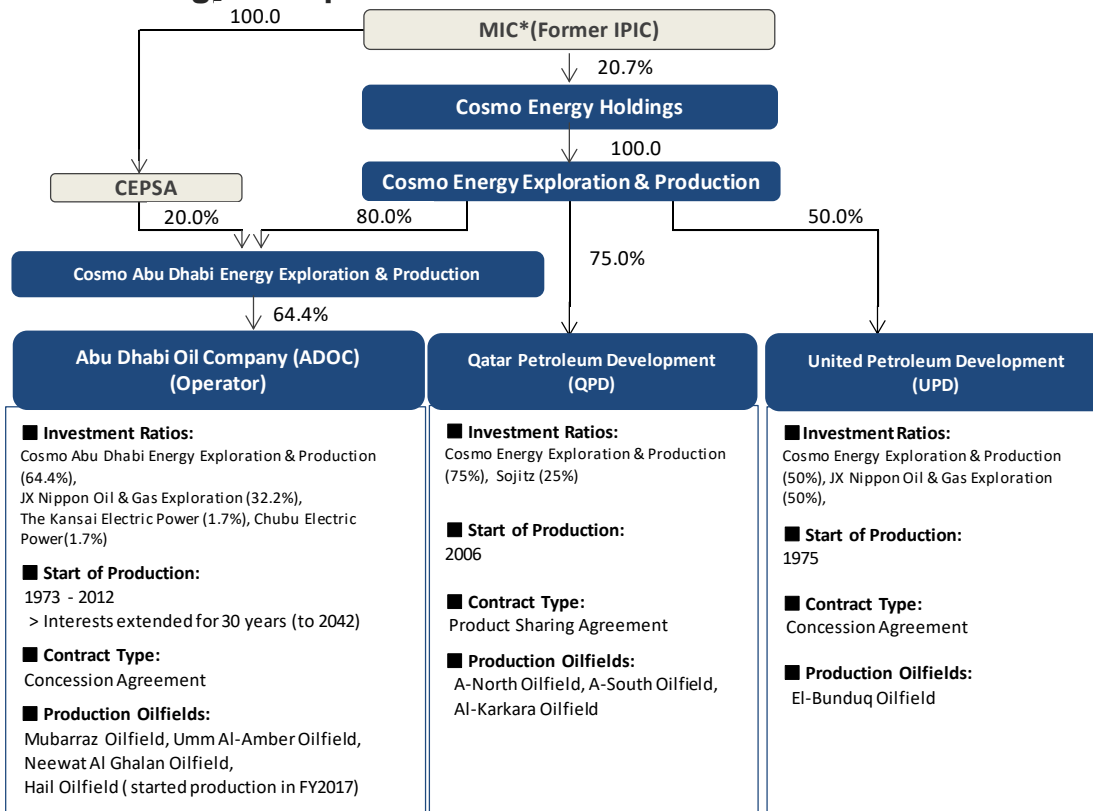 100.0
MIC*(Former IPIC)
20.7%
Cosmo Energy Holdings
100.0
CEPSA
Cosmo Energy Exploration & Production
20.0%
80.0%
50.0%
75.0%
Cosmo Abu Dhabi Energy Exploration & Production
64.4%
Abu Dhabi Oil Company (ADOC)
(Operator)
■ Investment Ratios:
Cosmo Abu Dhabi Energy Exploration & Production
(64.4%),
JX Nippon Oil & Gas Exploration (32.2%),
The Kansai Electric Power (1.7%), Chubu Electric
Power(1.7%)
■ Start of Production:
1973 - 2012
> Interests extended for 30 years (to 2042)
■ Contract Type:
Concession Agreement
■ Production Oilfields:
Mubarraz Oilfield, Umm Al-Amber Oilfield,
Neewat Al Ghalan Oilfield,
Hail Oilfield ( started production in FY2017)
Qatar Petroleum Development
(QPD)
■ Investment Ratios:
Cosmo Energy Exploration & Production
(75%), Sojitz (25%)
■ Start of Production:
2006
■ Contract Type:
Product Sharing Agreement
■ Production Oilfields:
A-North Oilfield, A-South Oilfield,
Al-Karkara Oilfield
United Petroleum Development
(UPD)
■ Investment Ratios:
Cosmo Energy Exploration & Production
(50%), JX Nippon Oil & Gas Exploration
(50%),
■ Start of Production:
1975
■ Contract Type:
Concession Agreement
■ Production Oilfields:
El-Bunduq Oilfield